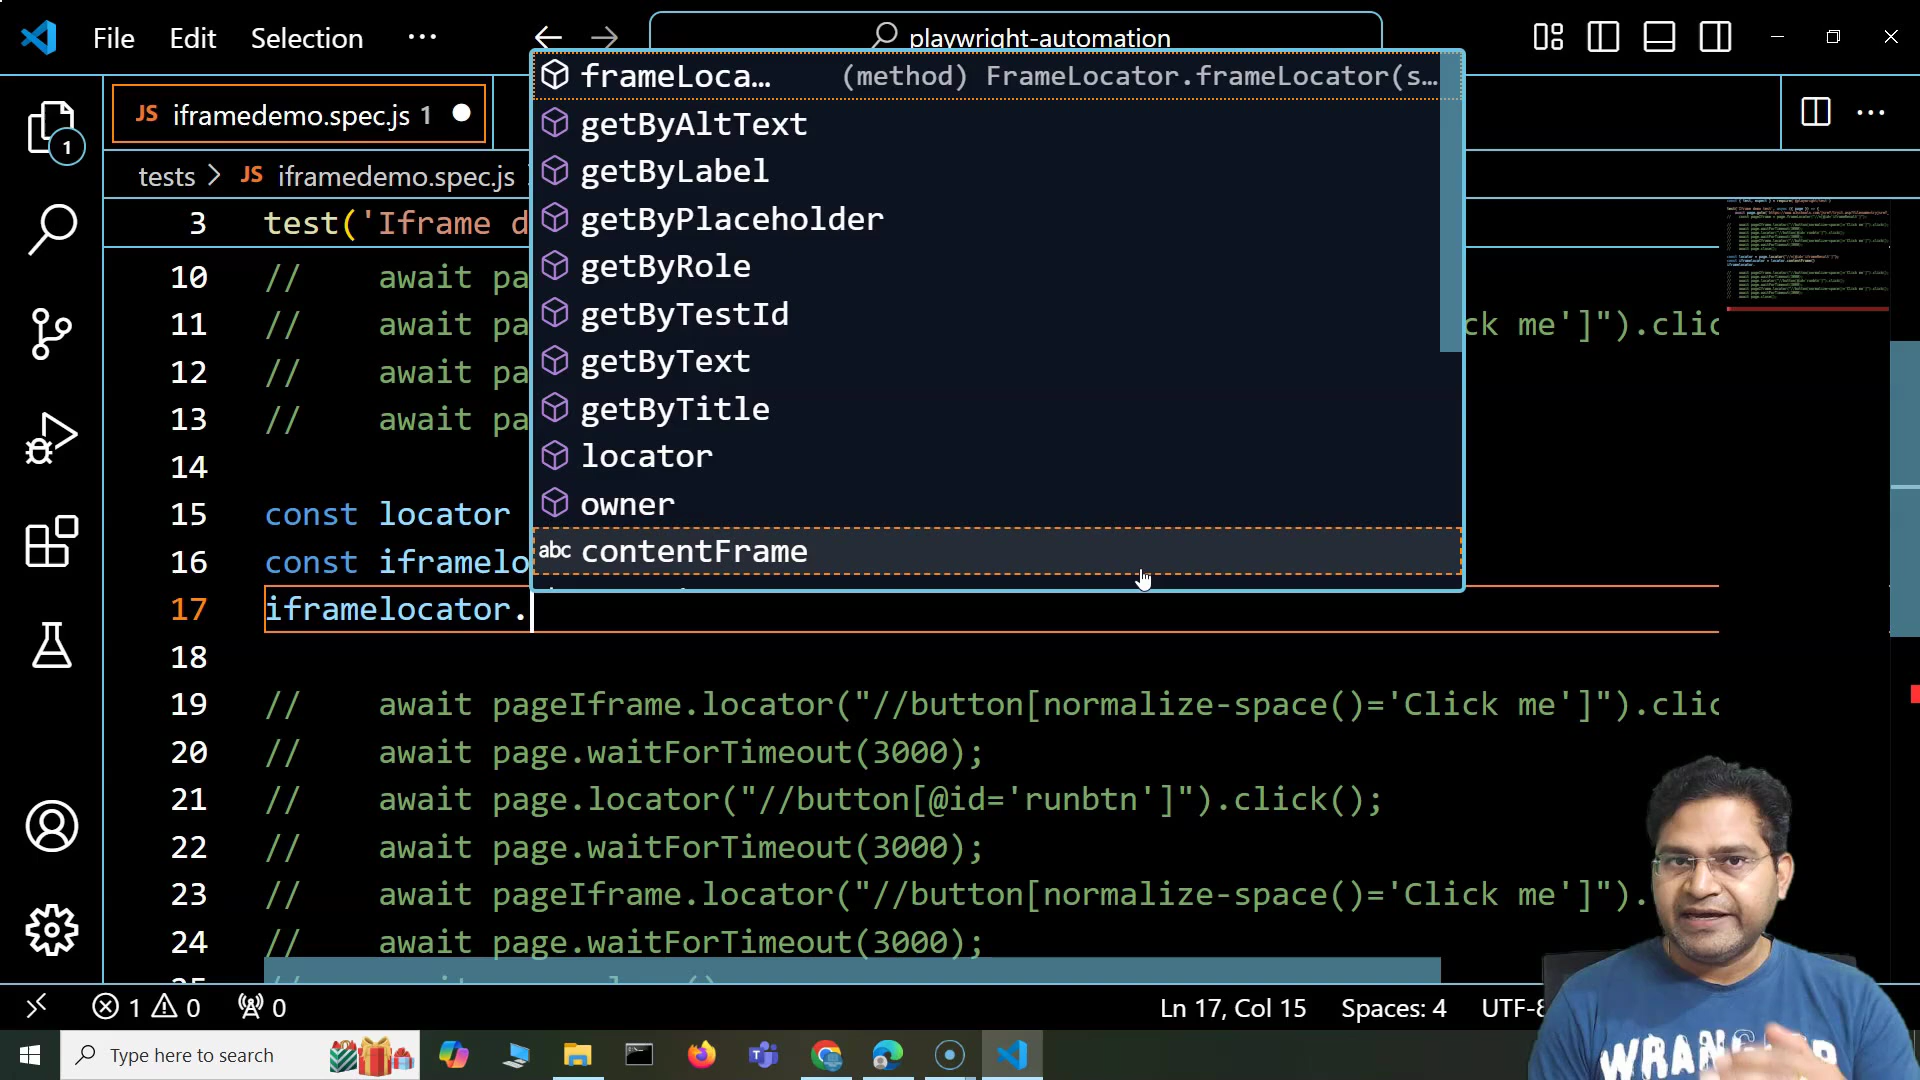 File Edit Selection ···
playwright-automation
JS iframedemo.spec.js 1
1
tests > JS iframedemo.spec.js
3 test('Iframe d
10 // await pa
11 // await pa ck me']").clic
12 // await pa
13 // await pa
14
15 const locator
16 const iframelo
17 iframelocator.
18
19 // await pageIframe.locator("//button[normalize-space()='Click me']").clic
20 // await page.waitForTimeout(3000);
21 // await page.locator("//button[@id='runbtn']").click();
22 // await page.waitForTimeout(3000);
23 // await pageIframe.locator("//button[normalize-space()='Click me']").
24 // await page.waitForTimeout(3000);
frameLoca… (method) FrameLocator.frameLocator(s…
getByAltText
getByLabel
getByPlaceholder
getByRole
getByTestId
getByText
getByTitle
locator
owner
abc contentFrame
1 0 0
Ln 17, Col 15 Spaces: 4 UTF-8
Type here to search